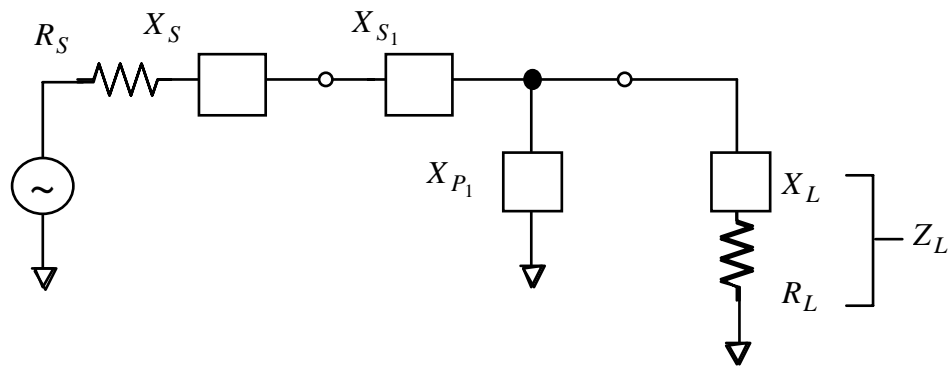 R_S
X_S
X_{S_1}
~
X_{P_1}
X_L
Z_L
R_L